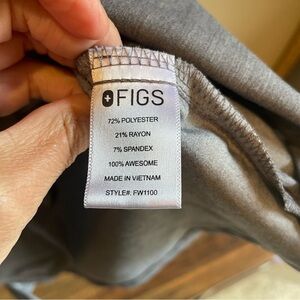 FIGS
72% POLYESTER
21% RAYON
7% SPANDEX
100% AWESOME
MADE IN VIETNAM
STYLE#: FW1100